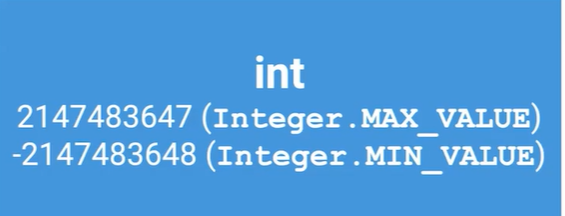 int
2147483647 (Integer.MAX_VALUE)
-2147483648 (Integer.MIN_VALUE)